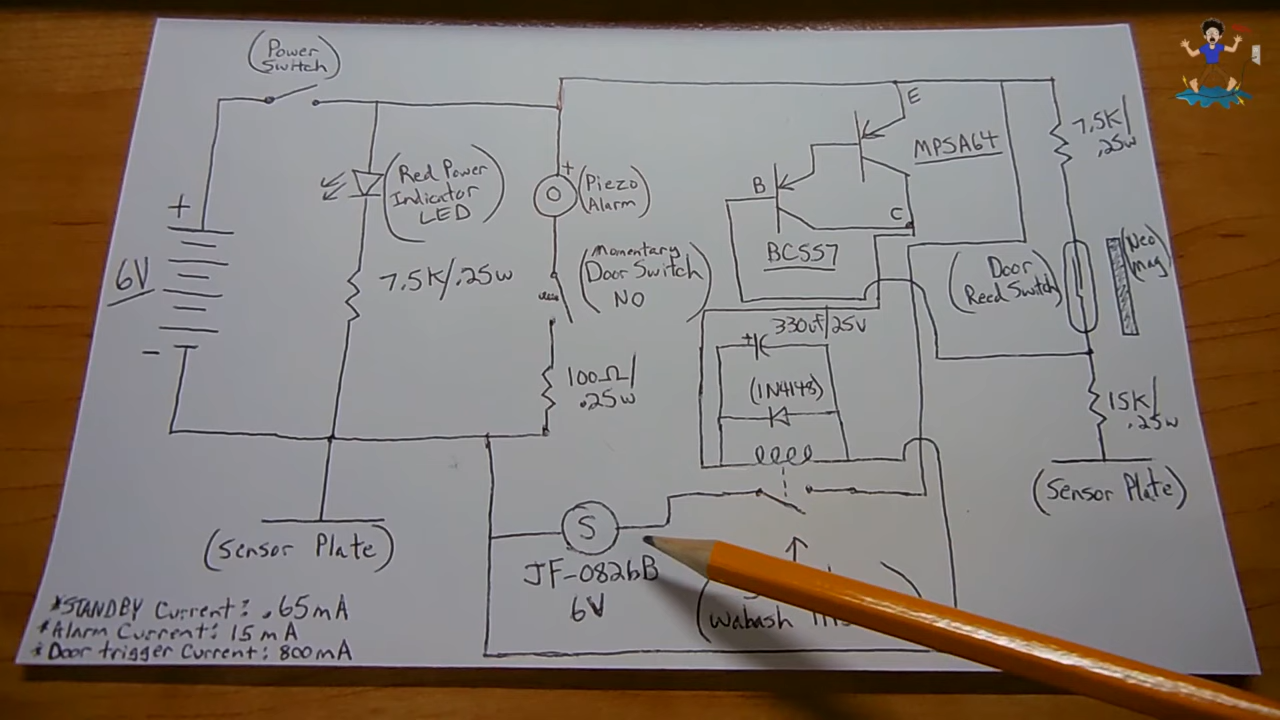 (Power
Switch)
+
6V
-
(Red Power
Indicator
LED)
7.5K/.25w
+
(Piezo
Alarm)
(Momentary
Door Switch
NO)
100Ω/
.25w
E
MPSA64
B
C
BC557
7.5K/
.25w
(Door
Reed Switch)
(Neo
Mag)
330uf/25V
+
(1N4148)
15K/
.25w
(Sensor Plate)
(Sensor Plate)
S
JF-0826B
6V
(Wabash
*STANDBY Current: .65mA
*Alarm Current: 15mA
*Door trigger Current: 800mA